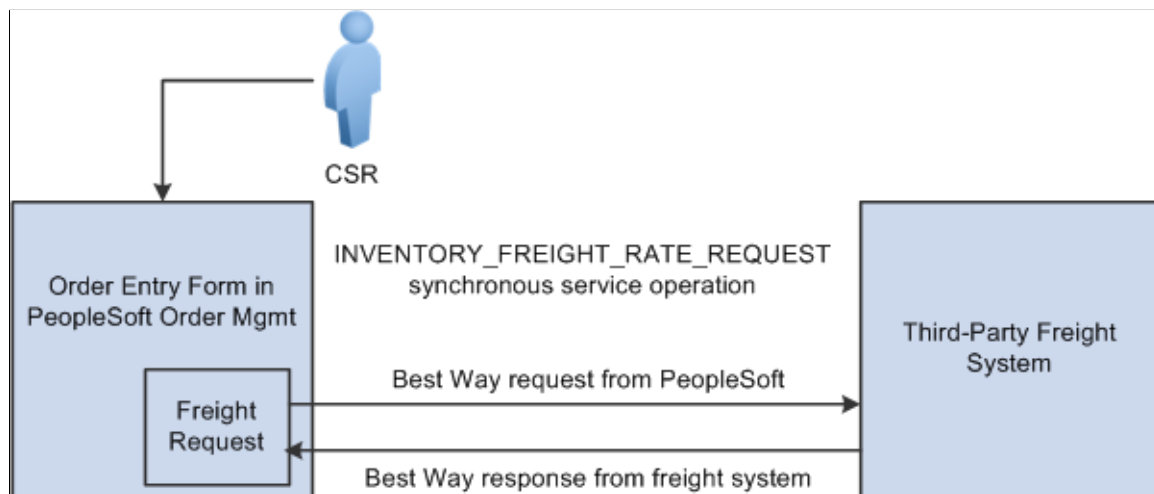 CSR
Order Entry Form in
PeopleSoft Order Mgmt
INVENTORY_FREIGHT_RATE_REQUEST
synchronous service operation
Third-Party Freight
System
Freight
Request
Best Way request from PeopleSoft
Best Way response from freight system